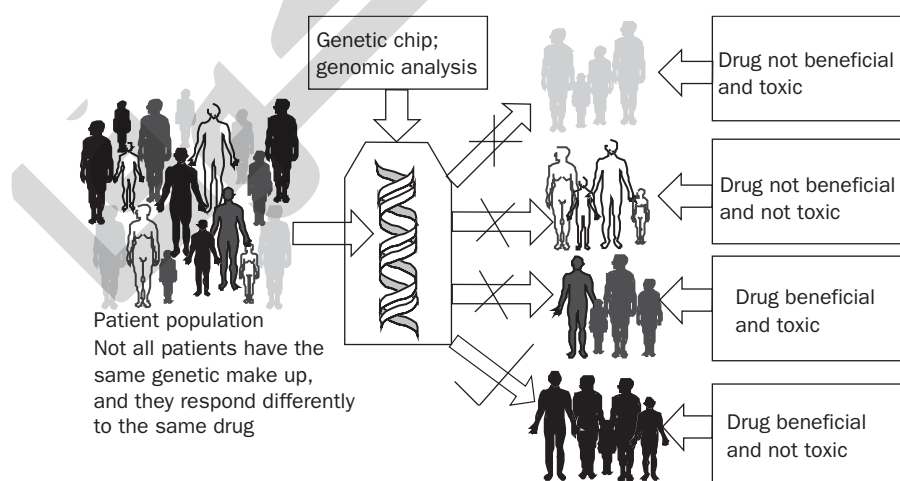 Genetic chip;
genomic analysis
Drug not beneficial
and toxic
Drug not beneficial
and not toxic
Drug beneficial
and toxic
Drug beneficial
and not toxic
Patient population
Not all patients have the
same genetic make up,
and they respond differently
to the same drug